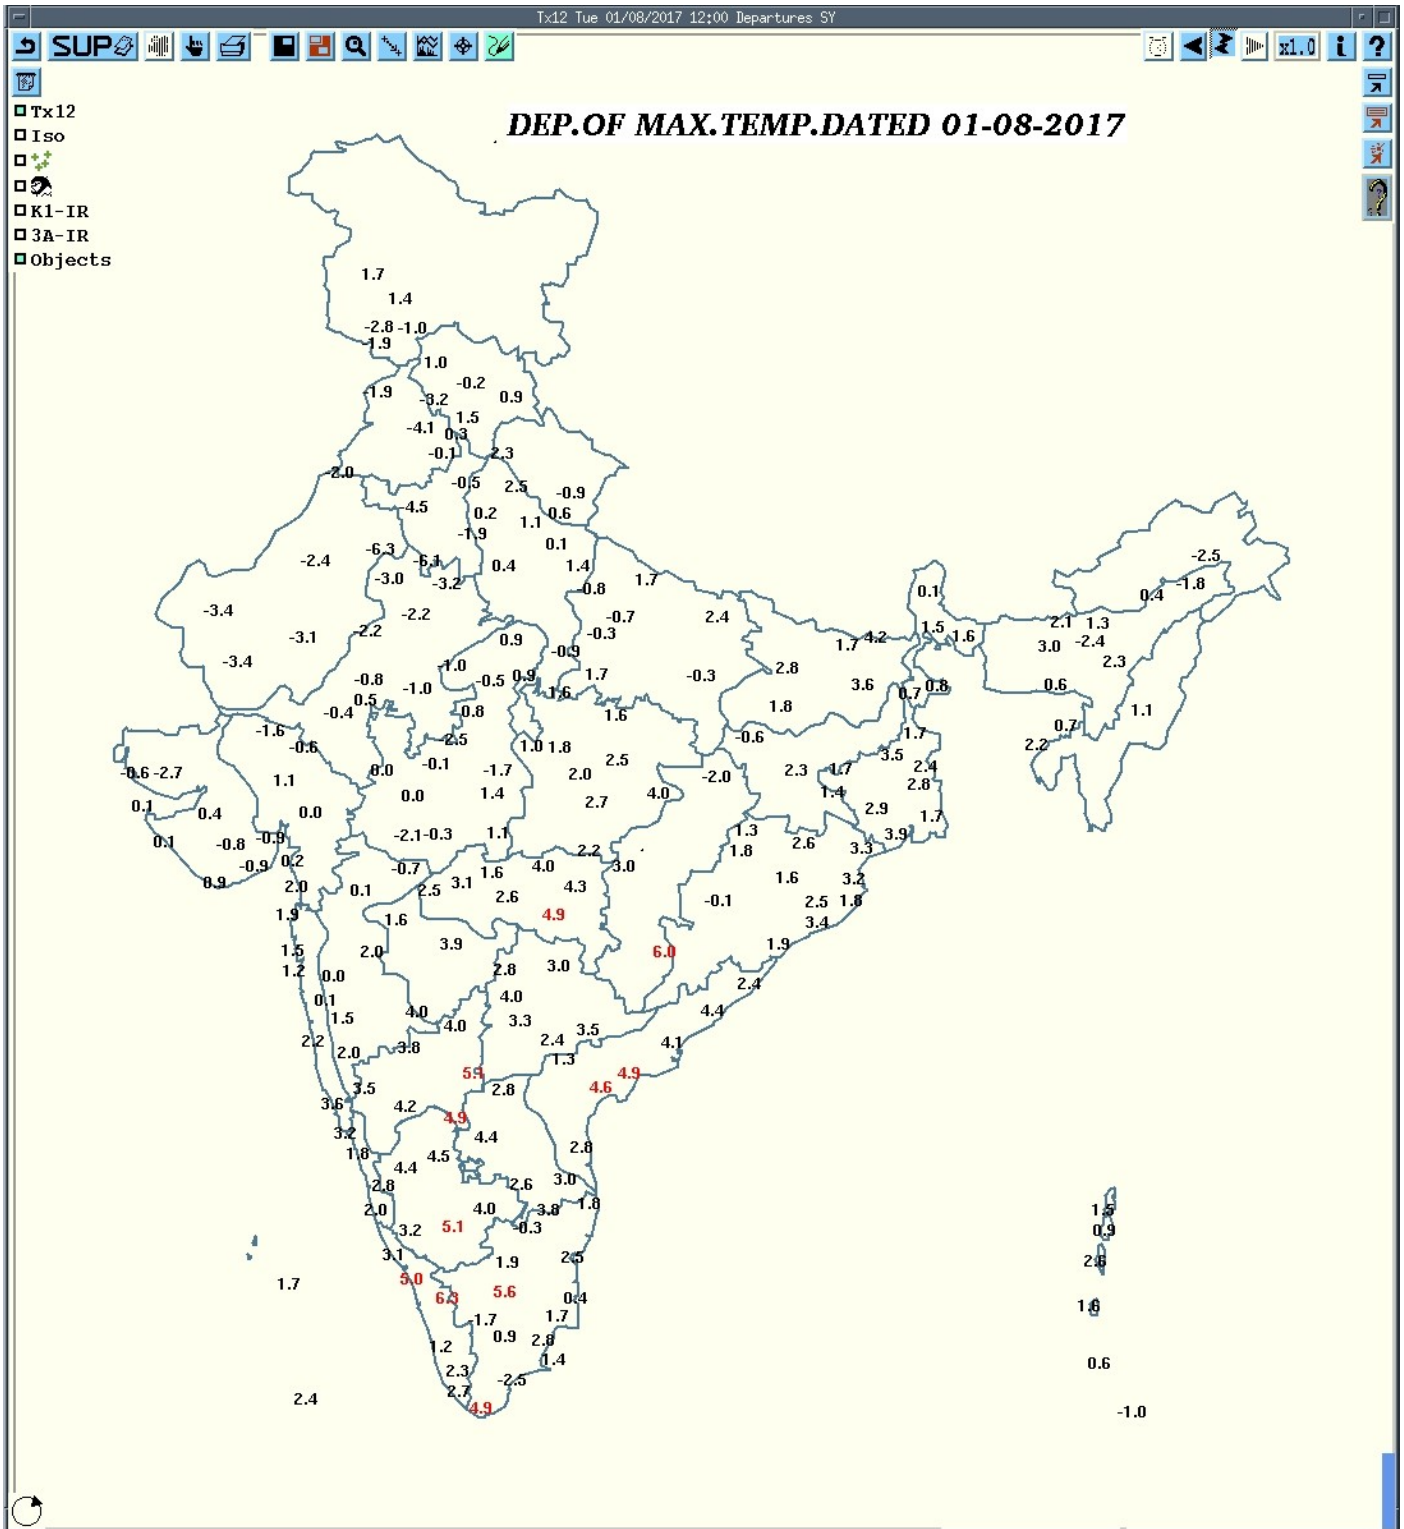 Tx12 Tue 01/08/2017 12:00 Departures SY
SUP x1.0 i ?
Tx12
DEP.OF MAX.TEMP.DATED 01-08-2017
Iso
K1-IR
3A-IR
Objects
1.7
1.4
-2.8 -1.0
-1.9
1.0
-0.2
-1.9 -3.2 0.9
1.5
-4.1 0.3
-0.1 2.3
-2.0
-0.5 2.5 -0.9
-4.5 0.2 0.6
1.1
-1.9
0.1
-6.3
-2.4 -6.1 0.4 1.4 -2.5
-3.0 -3.2 -0.8 1.7 0.1 0.4 -1.8
-3.4 -2.2 -0.7 2.4
-3.1 -2.2 0.9 -0.3 1.7 4.2 1.5 1.6 2.1 1.3
-3.4 -1.0 -0.9 3.0 -2.4
-0.8 -1.0 -0.5 0.9 1.7 -0.3 2.8 2.3
0.5 1.6 3.6 0.7 0.8 0.6
-0.4 0.8 1.6 1.8 1.1
-1.6 -0.6 -2.5 1.0 1.8 -0.6 1.7 0.7
2.2
-0.6 -2.7 0.0 -0.1 -1.7 2.0 2.5 -2.0 2.3 1.7 3.5 2.4
1.1 0.0 1.4 2.7 4.0 1.4 2.8
0.1 0.4 0.0 2.9 1.7
0.1 -0.8 -0.9 -2.1 -0.3 1.1 1.3 2.6 3.9
-0.9 0.2 2.2 1.8 3.3
0.9 2.0 0.1 -0.7 3.1 1.6 4.0 3.0 1.6 3.2
2.5 2.6 4.3 -0.1 2.5 1.8
1.9 1.6 4.9 3.4
1.5 2.0 3.9 6.0 1.9
1.2 0.0 2.8 3.0 2.4
0.1 4.0
1.5 4.0 4.0 3.3 3.5 4.4
2.2 2.0 3.8 2.4 4.1
1.3
3.5 5.1 2.8 4.6 4.9
3.6 4.2 4.9
3.2 4.4
1.8 4.4 4.5 2.8
2.8 2.6 3.0
2.0 4.0 3.8 1.8 1.5
3.2 5.1 -0.3 0.9
3.1 1.9 2.5 2.6
1.7 5.0 5.6
6.3 0.4 1.6
-1.7 1.7
1.2 0.9 2.8
2.3 1.4 0.6
2.4 2.7 -2.5
4.9 -1.0